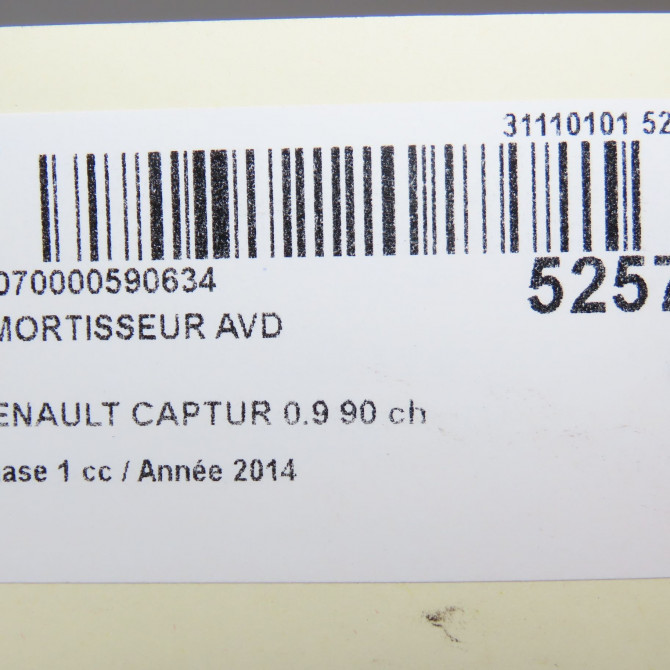 31110101 52
070000590634
5257
MORTISSEUR AVD
ENAULT CAPTUR 0.9 90 ch
ase 1 cc / Année 2014